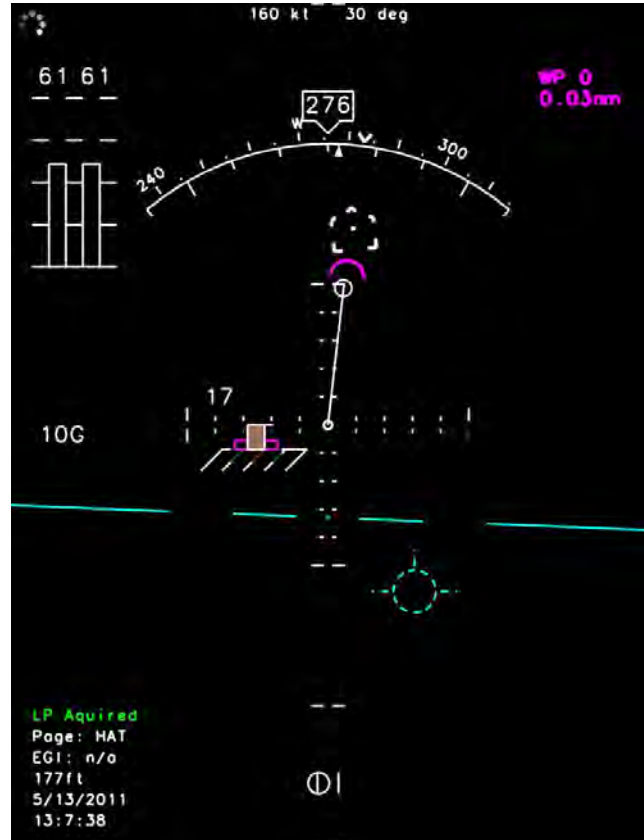 160 kt 30 deg
61 61
WP 0
0.03nm
276
W
240
300
17
10G
LP Aquired
Page: HAT
EGI: n/a
177ft
5/13/2011
13:7:38